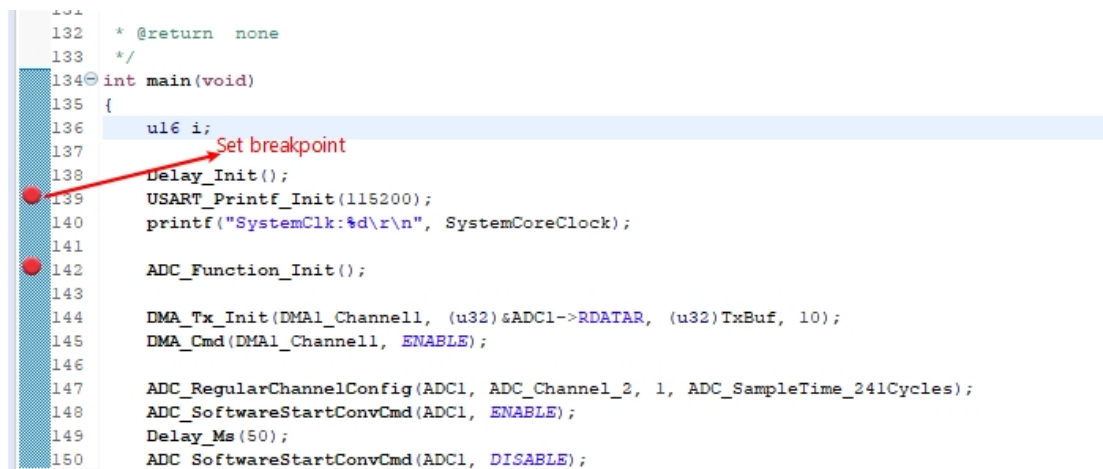 131
132 * @return none
133 */
134 int main(void)
135 {
136 u16 i;
137
Set breakpoint
138 Delay_Init();
139 USART_Printf_Init(115200);
140 printf("SystemClk:%d\r\n", SystemCoreClock);
141
142 ADC_Function_Init();
143
144 DMA_Tx_Init(DMA1_Channel1, (u32)&ADC1->RDATAR, (u32)TxBuf, 10);
145 DMA_Cmd(DMA1_Channel1, ENABLE);
146
147 ADC_RegularChannelConfig(ADC1, ADC_Channel_2, 1, ADC_SampleTime_241Cycles);
148 ADC_SoftwareStartConvCmd(ADC1, ENABLE);
149 Delay_Ms(50);
150 ADC_SoftwareStartConvCmd(ADC1, DISABLE);